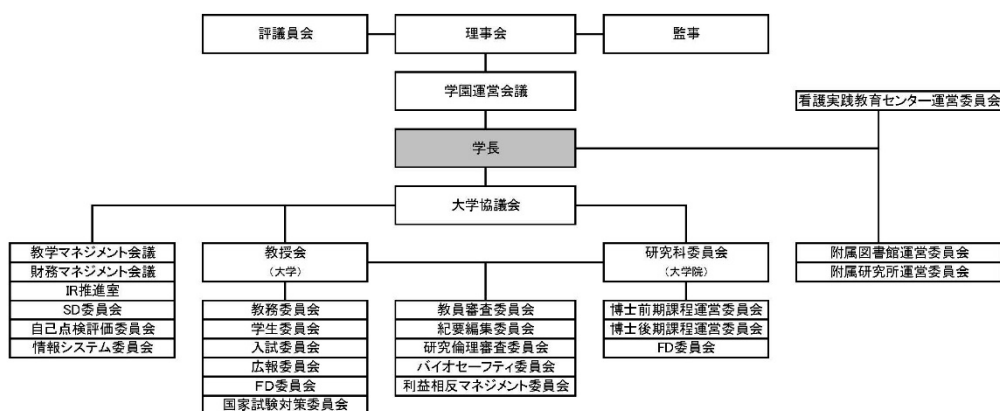 評議員会
理事会
監事
学園運営会議
看護実践教育センター運営委員会
学長
大学協議会
教学マネジメント会議
財務マネジメント会議
IR推進室
SD委員会
自己点検評価委員会
情報システム委員会
教授会
(大学)
研究科委員会
(大学院)
附属図書館運営委員会
附属研究所運営委員会
教務委員会
学生委員会
入試委員会
広報委員会
FD委員会
国家試験対策委員会
教員審査委員会
紀要編集委員会
研究倫理審査委員会
バイオセーフティ委員会
利益相反マネジメント委員会
博士前期課程運営委員会
博士後期課程運営委員会
FD委員会